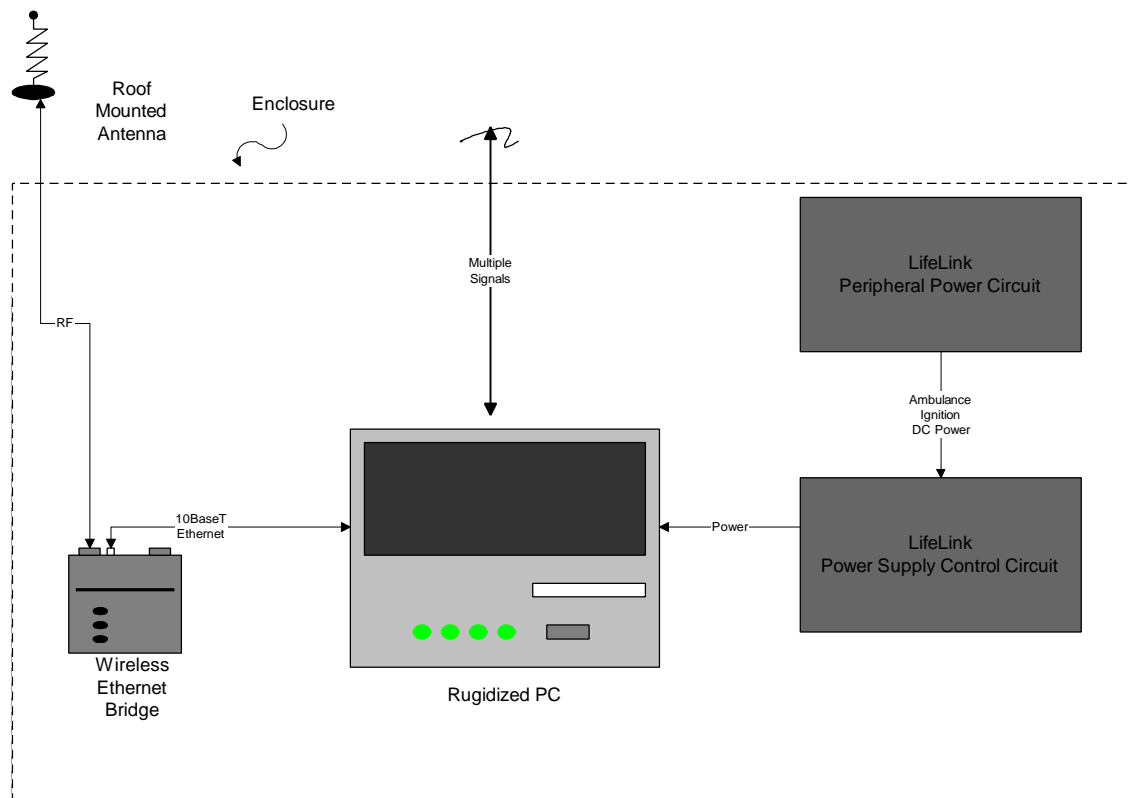 Roof
Mounted
Antenna
Enclosure
Multiple
Signals
LifeLink
Peripheral Power Circuit
RF
Ambulance
Ignition
DC Power
10BaseT
Ethernet
Power
LifeLink
Power Supply Control Circuit
Wireless
Ethernet
Bridge
Rugidized PC